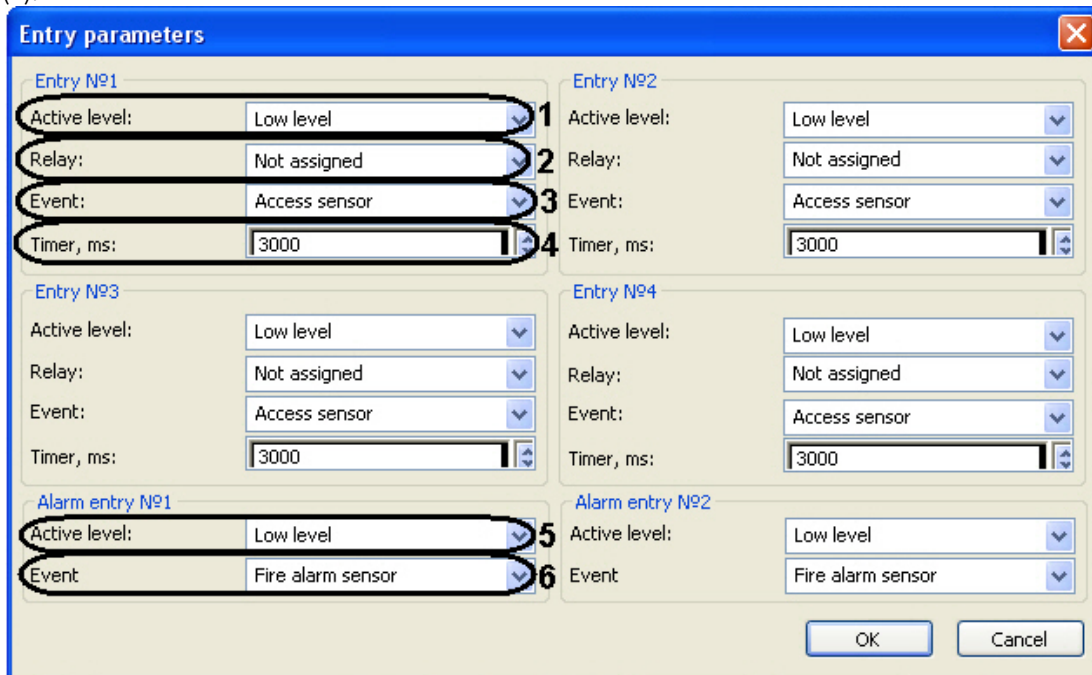 Entry parameters
Entry Nº1
Active level: Low level 1
Relay: Not assigned 2
Event: Access sensor 3
Timer, ms: 3000 4
Entry Nº2
Active level: Low level
Relay: Not assigned
Event: Access sensor
Timer, ms: 3000
Entry Nº3
Active level: Low level
Relay: Not assigned
Event: Access sensor
Timer, ms: 3000
Entry Nº4
Active level: Low level
Relay: Not assigned
Event: Access sensor
Timer, ms: 3000
Alarm entry Nº1
Active level: Low level 5
Event Fire alarm sensor 6
Alarm entry Nº2
Active level: Low level
Event Fire alarm sensor
OK Cancel